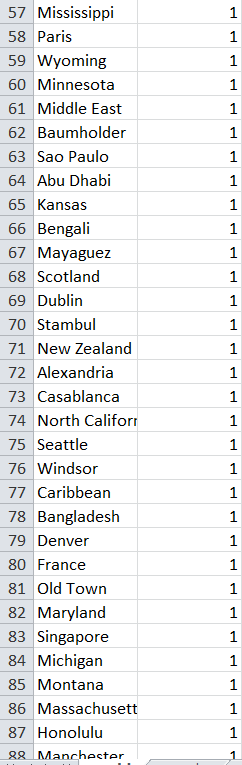 57 Mississippi 1
58 Paris 1
59 Wyoming 1
60 Minnesota 1
61 Middle East 1
62 Baumholder 1
63 Sao Paulo 1
64 Abu Dhabi 1
65 Kansas 1
66 Bengali 1
67 Mayaguez 1
68 Scotland 1
69 Dublin 1
70 Stambul 1
71 New Zealand 1
72 Alexandria 1
73 Casablanca 1
74 North Califor 1
75 Seattle 1
76 Windsor 1
77 Caribbean 1
78 Bangladesh 1
79 Denver 1
80 France 1
81 Old Town 1
82 Maryland 1
83 Singapore 1
84 Michigan 1
85 Montana 1
86 Massachusett 1
87 Honolulu 1
88 Manchester 1